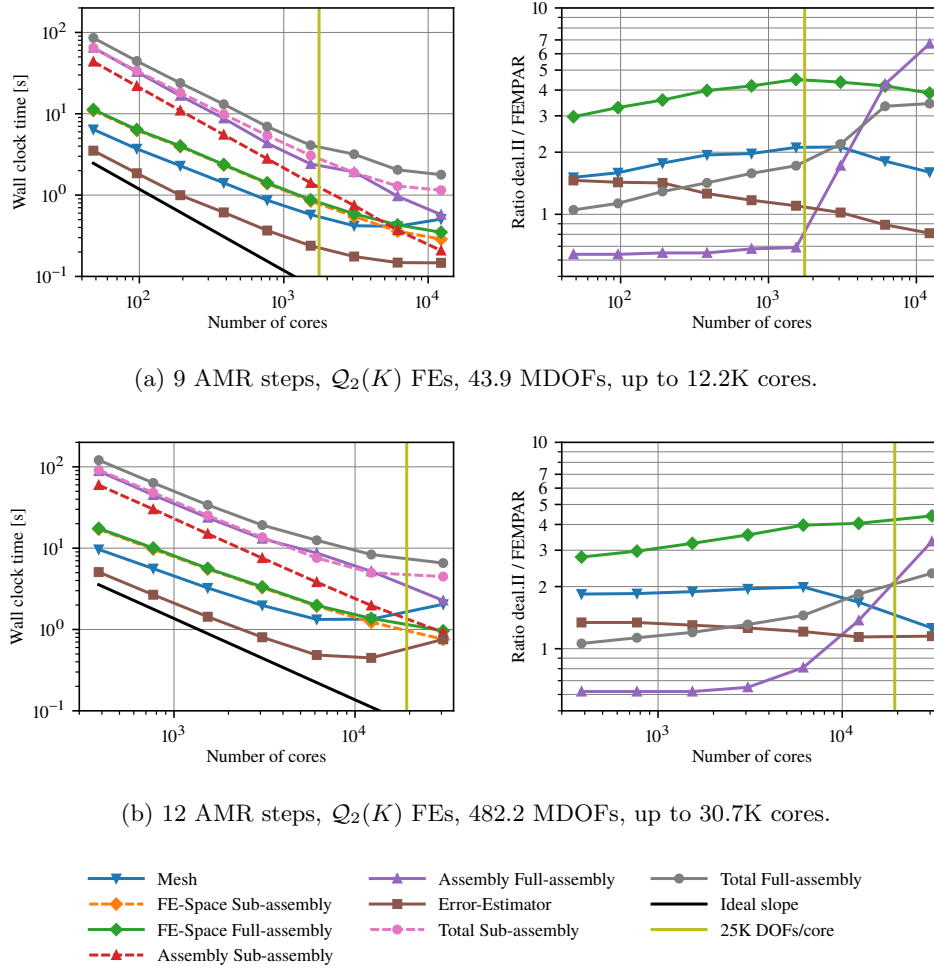 10²
10¹
10⁰
10⁻¹
Wall clock time [s]
10²
10³
10⁴
Number of cores
10
7
6
5
4
3
2
1
Ratio deal.II / FEMPAR
10²
10³
10⁴
Number of cores
(a) 9 AMR steps, 𝒬₂(K) FEs, 43.9 MDOFs, up to 12.2K cores.
10²
10¹
10⁰
10⁻¹
Wall clock time [s]
10³
10⁴
Number of cores
10
7
6
5
4
3
2
1
Ratio deal.II / FEMPAR
10³
10⁴
Number of cores
(b) 12 AMR steps, 𝒬₂(K) FEs, 482.2 MDOFs, up to 30.7K cores.
Mesh
FE-Space Sub-assembly
FE-Space Full-assembly
Assembly Sub-assembly
Assembly Full-assembly
Error-Estimator
Total Sub-assembly
Total Full-assembly
Ideal slope
25K DOFs/core